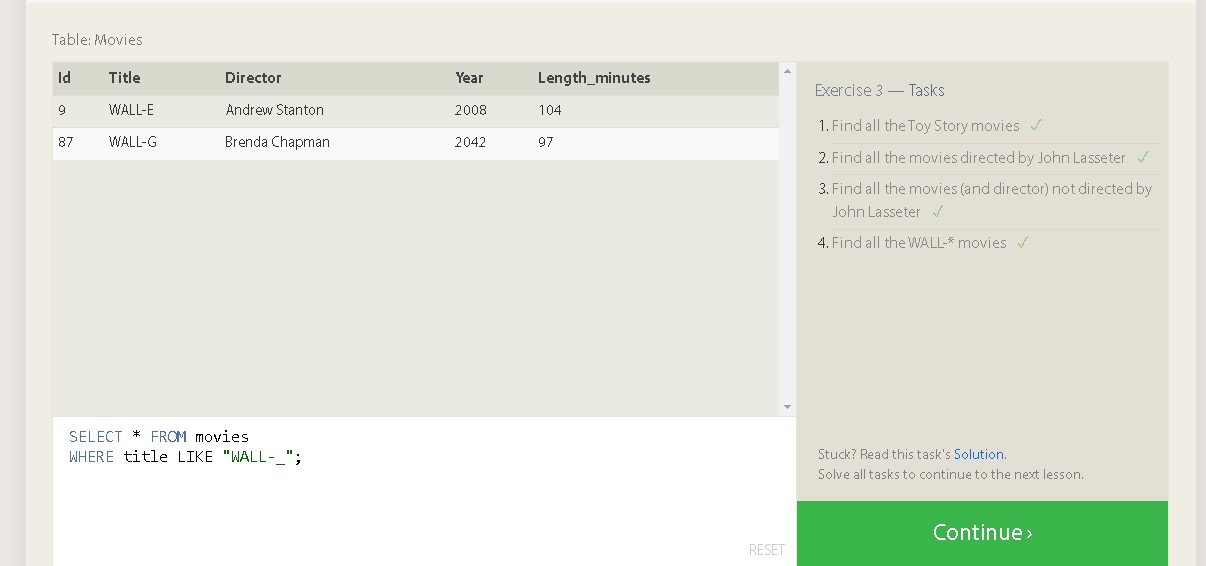 Table: Movies
Id Title Director Year Length_minutes
9 WALL-E Andrew Stanton 2008 104
87 WALL-G Brenda Chapman 2042 97
SELECT * FROM movies
WHERE title LIKE "WALL-_";
RESET
Exercise 3 — Tasks
1. Find all the Toy Story movies ✓
2. Find all the movies directed by John Lasseter ✓
3. Find all the movies (and director) not directed by
John Lasseter ✓
4. Find all the WALL-* movies ✓
Stuck? Read this task's Solution.
Solve all tasks to continue to the next lesson.
Continue ›